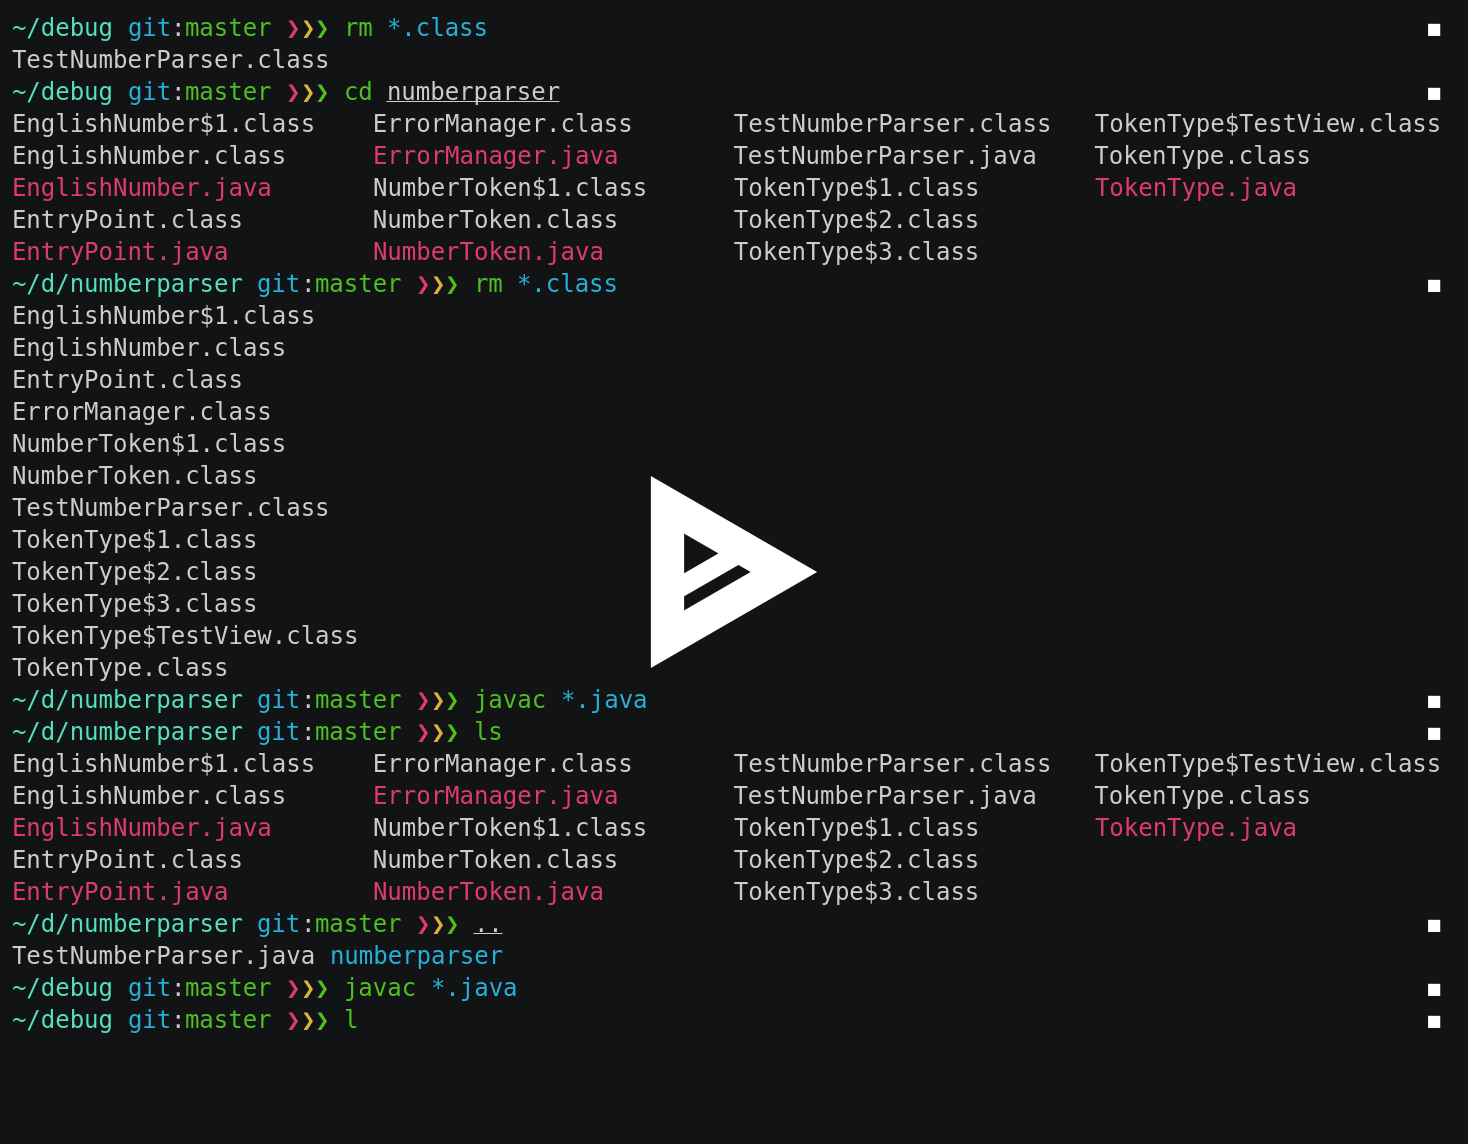 ~/debug git:master ❯❯❯ rm *.class
TestNumberParser.class
~/debug git:master ❯❯❯ cd numberparser
EnglishNumber$1.class    ErrorManager.class       TestNumberParser.class   TokenType$TestView.class
EnglishNumber.class      ErrorManager.java        TestNumberParser.java    TokenType.class
EnglishNumber.java       NumberToken$1.class      TokenType$1.class        TokenType.java
EntryPoint.class         NumberToken.class        TokenType$2.class
EntryPoint.java          NumberToken.java         TokenType$3.class
~/d/numberparser git:master ❯❯❯ rm *.class
EnglishNumber$1.class
EnglishNumber.class
EntryPoint.class
ErrorManager.class
NumberToken$1.class
NumberToken.class
TestNumberParser.class
TokenType$1.class
TokenType$2.class
TokenType$3.class
TokenType$TestView.class
TokenType.class
~/d/numberparser git:master ❯❯❯ javac *.java
~/d/numberparser git:master ❯❯❯ ls
EnglishNumber$1.class    ErrorManager.class       TestNumberParser.class   TokenType$TestView.class
EnglishNumber.class      ErrorManager.java        TestNumberParser.java    TokenType.class
EnglishNumber.java       NumberToken$1.class      TokenType$1.class        TokenType.java
EntryPoint.class         NumberToken.class        TokenType$2.class
EntryPoint.java          NumberToken.java         TokenType$3.class
~/d/numberparser git:master ❯❯❯ ..
TestNumberParser.java numberparser
~/debug git:master ❯❯❯ javac *.java
~/debug git:master ❯❯❯ l